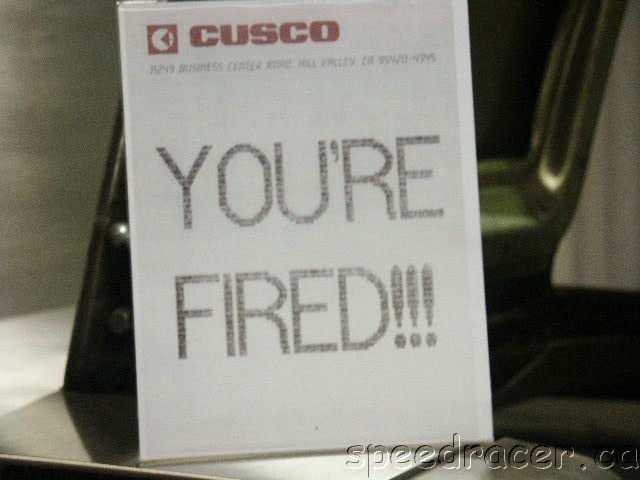 CUSCO
11249 BUSINESS CENTER ROAD, HILL VALLEY, CA 95420-4345
YOU'RE
FIRED!!!
speedracer.ca